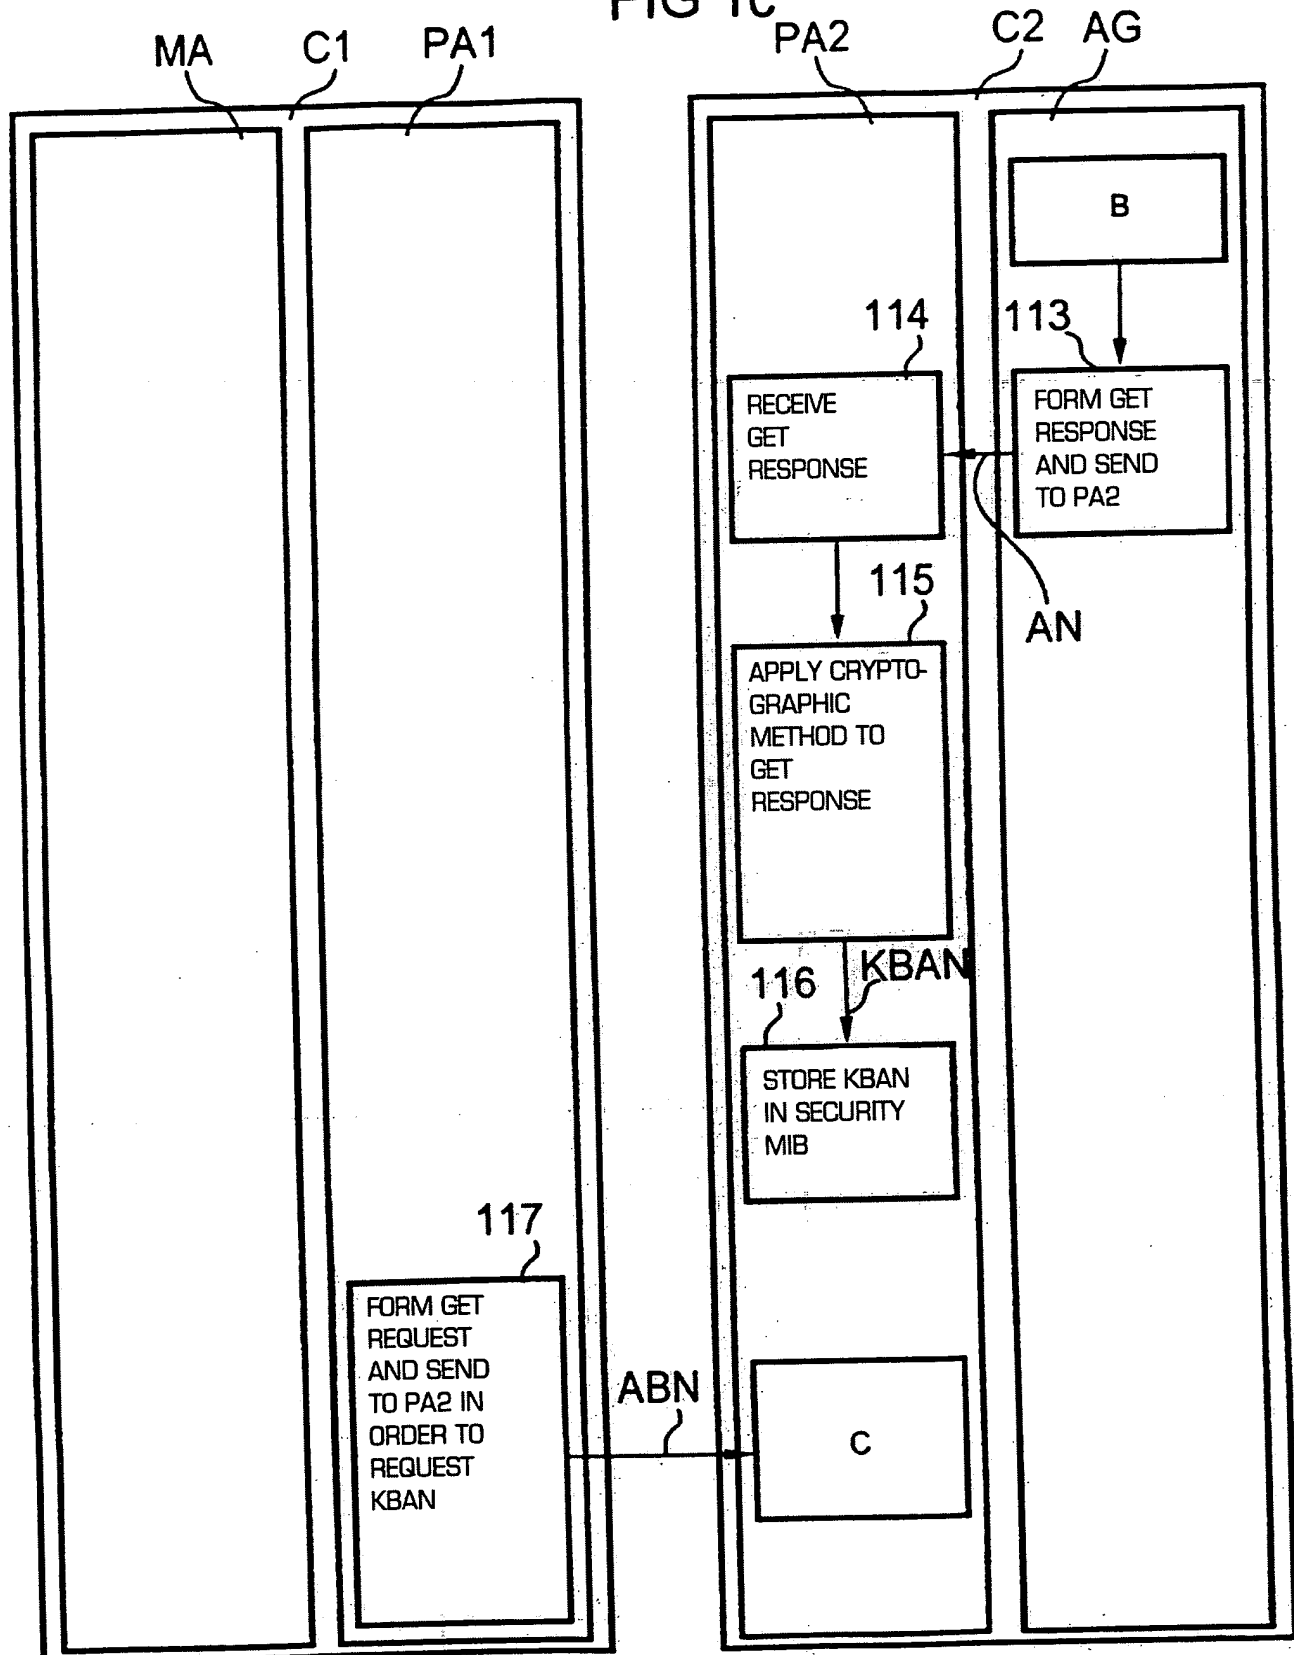 FIG 1c
MA
C1
PA1
PA2
C2
AG
B
114
113
RECEIVE
GET
RESPONSE
FORM GET
RESPONSE
AND SEND
TO PA2
115
AN
APPLY CRYPTO-
GRAPHIC
METHOD TO
GET
RESPONSE
116
KBAN
STORE KBAN
IN SECURITY
MIB
117
FORM GET
REQUEST
AND SEND
TO PA2 IN
ORDER TO
REQUEST
KBAN
ABN
C